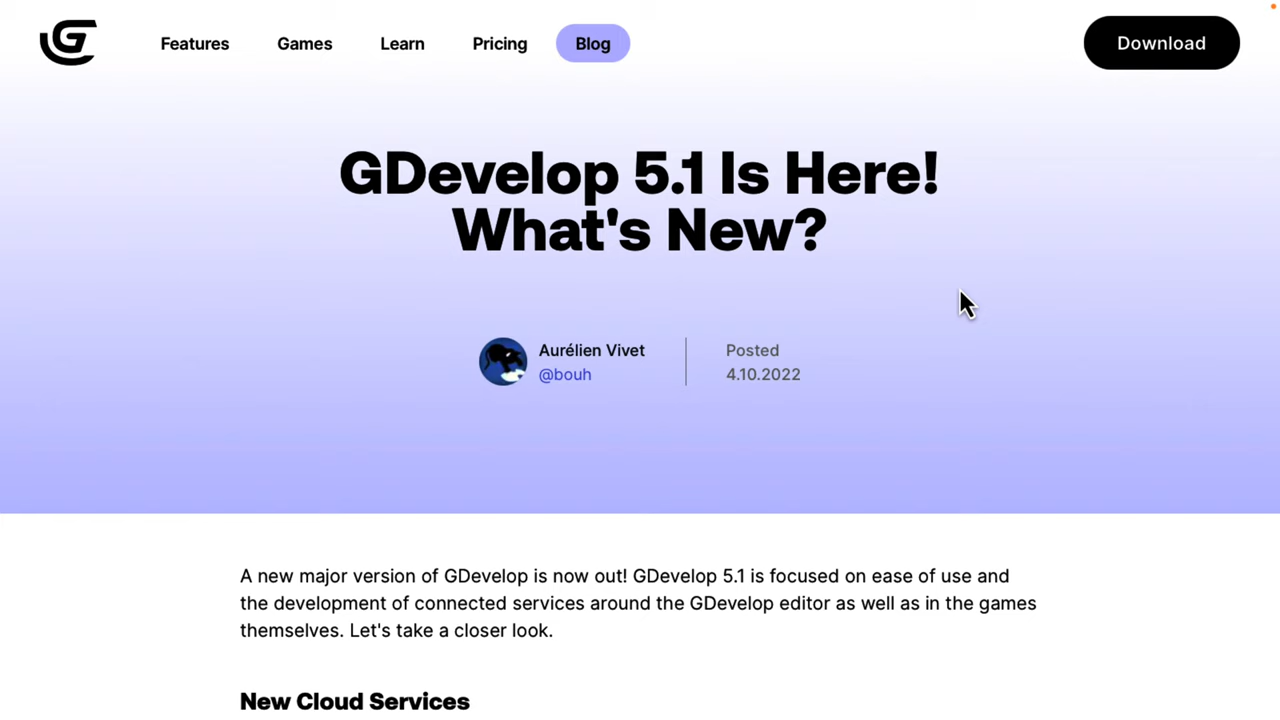 Features
Games
Learn
Pricing
Blog
Download
GDevelop 5.1 Is Here!
What's New?
Aurélien Vivet
@bouh
Posted
4.10.2022
A new major version of GDevelop is now out! GDevelop 5.1 is focused on ease of use and
the development of connected services around the GDevelop editor as well as in the games
themselves. Let's take a closer look.
New Cloud Services